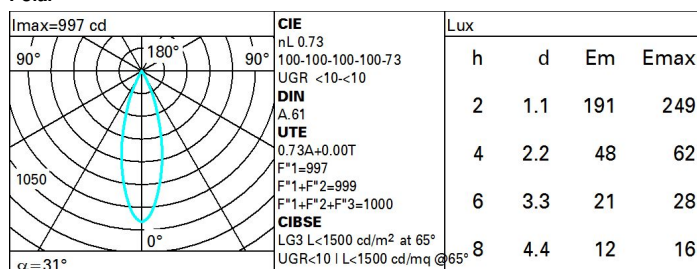 Imax=997 cd
90°
180°
90°
1050
0°
α=31°
CIE
nL 0.73
100-100-100-100-73
UGR <10-<10
DIN
A.61
UTE
0.73A+0.00T
F"1=997
F"1+F"2=999
F"1+F"2+F"3=1000
CIBSE
LG3 L<1500 cd/m² at 65°
UGR<10 | L<1500 cd/mq @65°
Lux
h d Em Emax
2 1.1 191 249
4 2.2 48 62
6 3.3 21 28
8 4.4 12 16